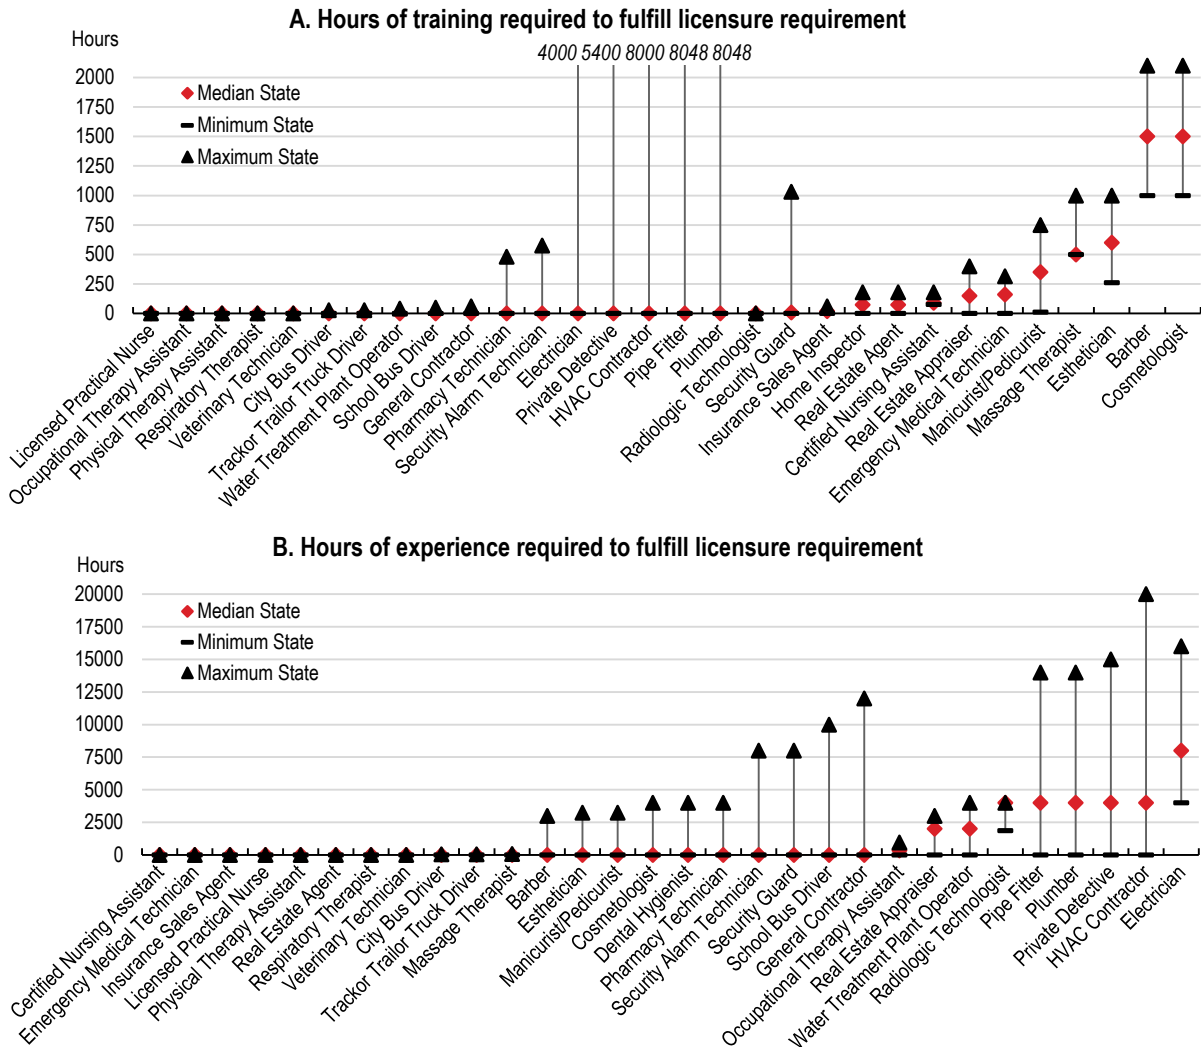 A. Hours of training required to fulfill licensure requirement
Hours
4000 5400 8000 8048 8048
2000
1750
1500
1250
1000
750
500
250
0
Median State
Minimum State
Maximum State
Licensed Practical Nurse
Occupational Therapy Assistant
Physical Therapy Assistant
Respiratory Therapist
Veterinary Technician
City Bus Driver
Trackor Trailor Truck Driver
Water Treatment Plant Operator
School Bus Driver
General Contractor
Pharmacy Technician
Security Alarm Technician
Electrician
Private Detective
HVAC Contractor
Pipe Fitter
Plumber
Radiologic Technologist
Security Guard
Insurance Sales Agent
Home Inspector
Real Estate Agent
Certified Nursing Assistant
Real Estate Appraiser
Emergency Medical Technician
Manicurist/Pedicurist
Massage Therapist
Esthetician
Barber
Cosmetologist
B. Hours of experience required to fulfill licensure requirement
Hours
20000
17500
15000
12500
10000
7500
5000
2500
0
Median State
Minimum State
Maximum State
Certified Nursing Assistant
Emergency Medical Technician
Insurance Sales Agent
Licensed Practical Nurse
Physical Therapy Assistant
Real Estate Agent
Respiratory Therapist
Veterinary Technician
City Bus Driver
Trackor Trailor Truck Driver
Massage Therapist
Barber
Esthetician
Manicurist/Pedicurist
Cosmetologist
Dental Hygienist
Pharmacy Technician
Security Alarm Technician
Security Guard
School Bus Driver
General Contractor
Occupational Therapy Assistant
Real Estate Appraiser
Water Treatment Plant Operator
Radiologic Technologist
Pipe Fitter
Plumber
Private Detective
HVAC Contractor
Electrician